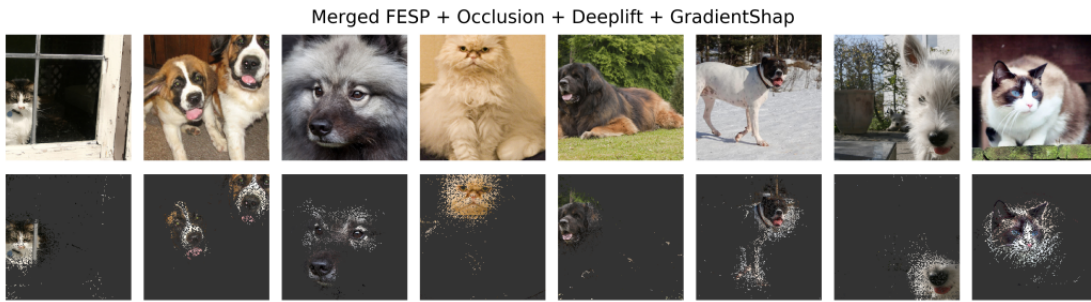 Merged FESP + Occlusion + Deeplift + GradientShap